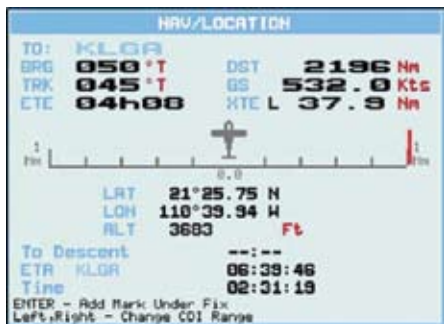 NAV/LOCATION
TO: KLGA
BRG 050°T DST 2196 Nm
TRK 045°T GS 532.0 Kts
ETE 04h08 XTE L 37.9 Nm
1 1
Nm Nm
0.0
LAT 21°25.75 N
LON 110°39.94 W
ALT 3683 Ft
To Descent --:--
ETA KLGA 06:39:46
Time 02:31:19
ENTER - Add Mark Under Fix
Left,Right - Change CDI Range